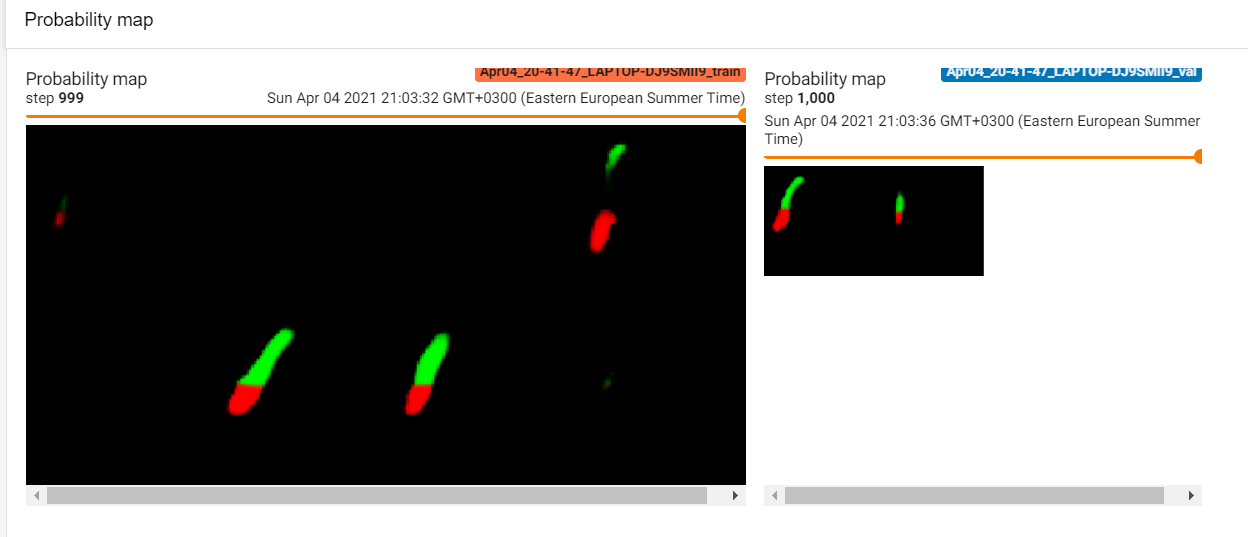 Probability map
Probability map
Apr04_20-41-47_LAPTOP-DJ9SMII9_train
step 999
Sun Apr 04 2021 21:03:32 GMT+0300 (Eastern European Summer Time)
Probability map
Apr04_20-41-47_LAPTOP-DJ9SMII9_val
step 1,000
Sun Apr 04 2021 21:03:36 GMT+0300 (Eastern European Summer
Time)